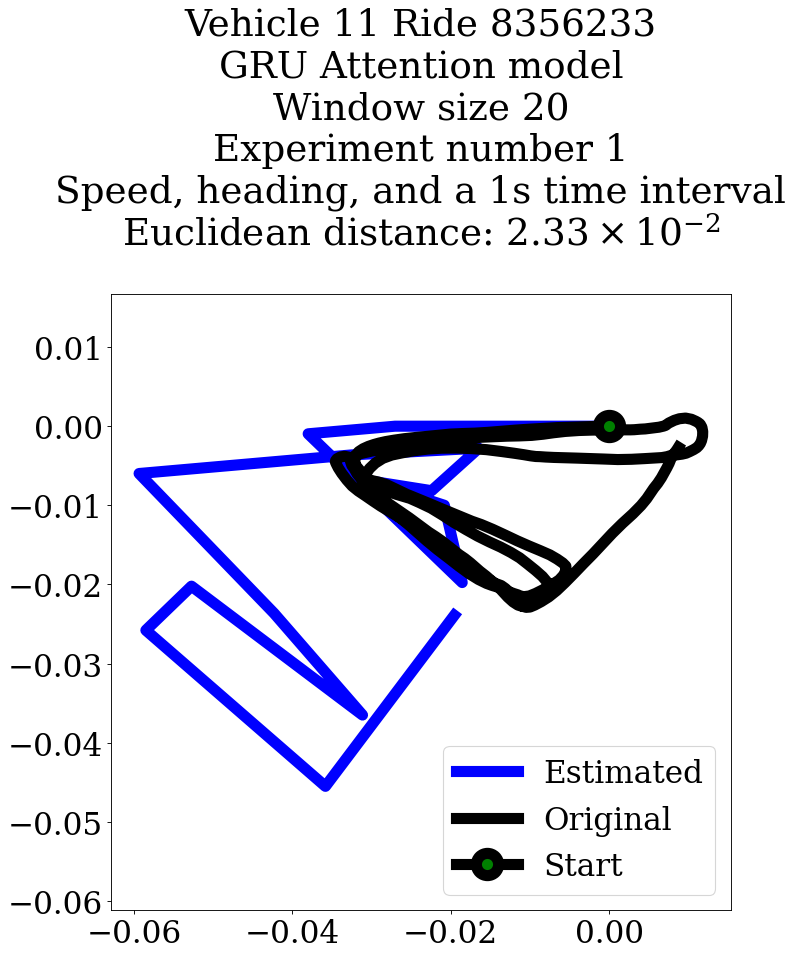 Vehicle 11 Ride 8356233
GRU Attention model
Window size 20
Experiment number 1
Speed, heading, and a 1s time interval
Euclidean distance: 2.33 × 10⁻²
0.01
0.00
−0.01
−0.02
−0.03
−0.04
−0.05
−0.06
Estimated
Original
Start
−0.06 −0.04 −0.02 0.00